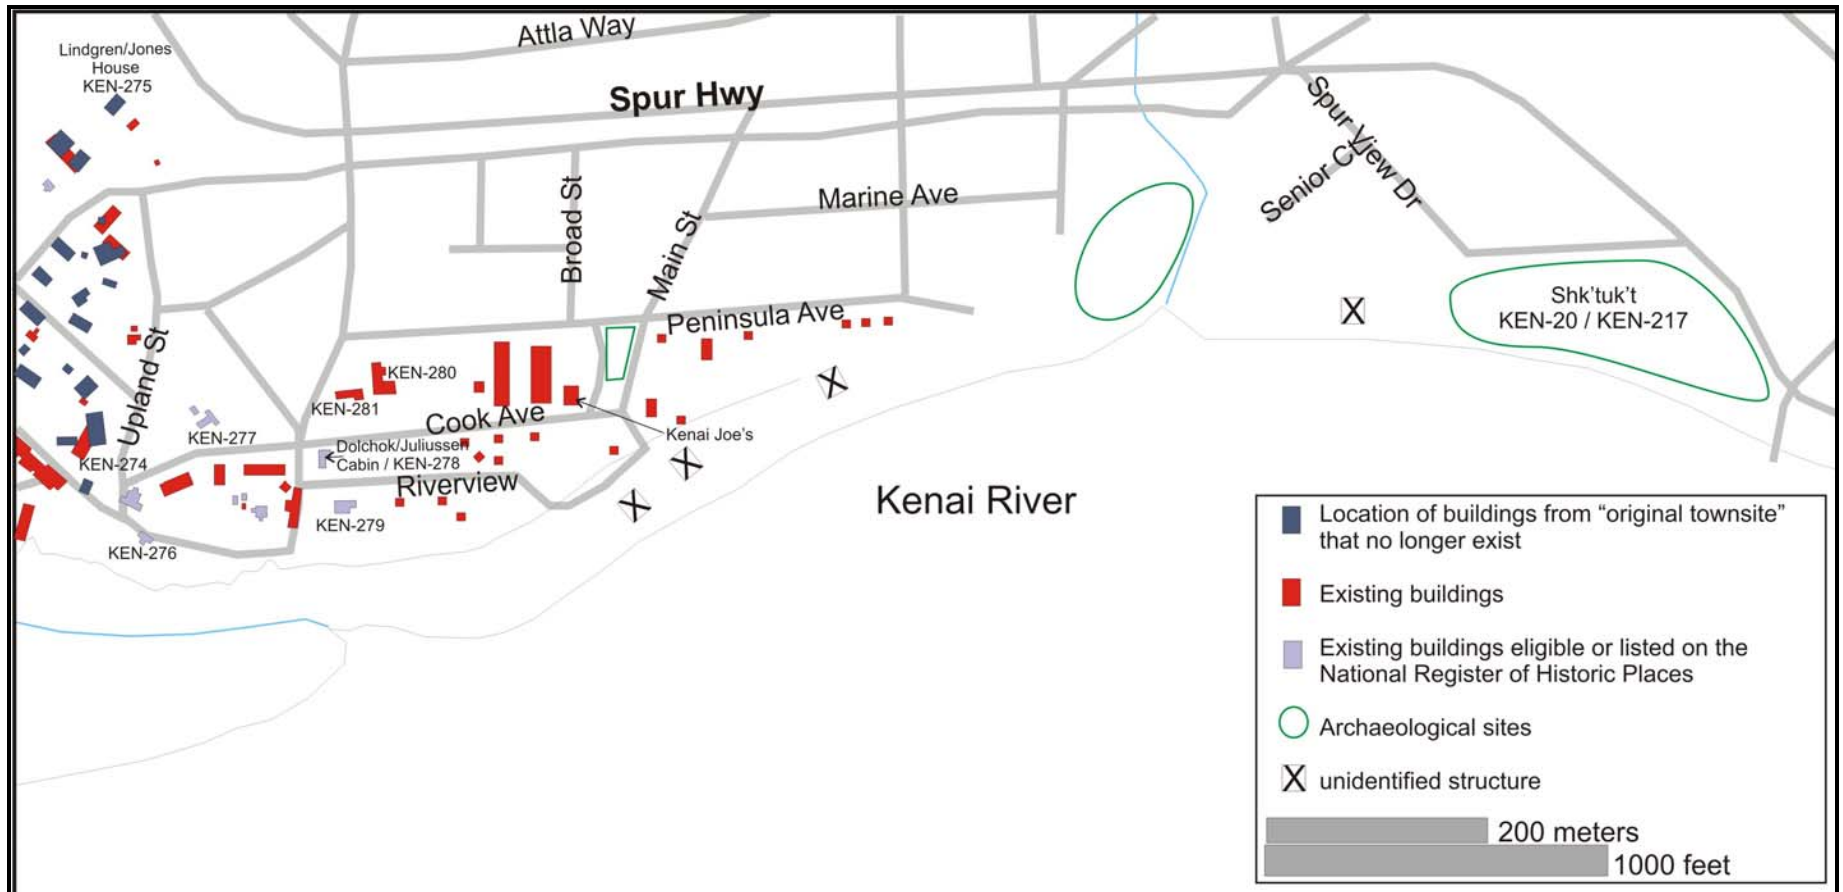 Attla Way
Lindgren/Jones
House
KEN-275
Spur Hwy
Spur View Dr
Senior C
Broad St
Main St
Marine Ave
Peninsula Ave
Shk'tuk't
KEN-20 / KEN-217
Upland St
KEN-280
KEN-281
Cook Ave
KEN-277
Kenai Joe's
Dolchok/Juliussen
Cabin / KEN-278
KEN-274
Riverview
KEN-279
KEN-276
Kenai River
Location of buildings from “original townsite”
that no longer exist
Existing buildings
Existing buildings eligible or listed on the
National Register of Historic Places
Archaeological sites
X unidentified structure
200 meters
1000 feet
X
X
X
X